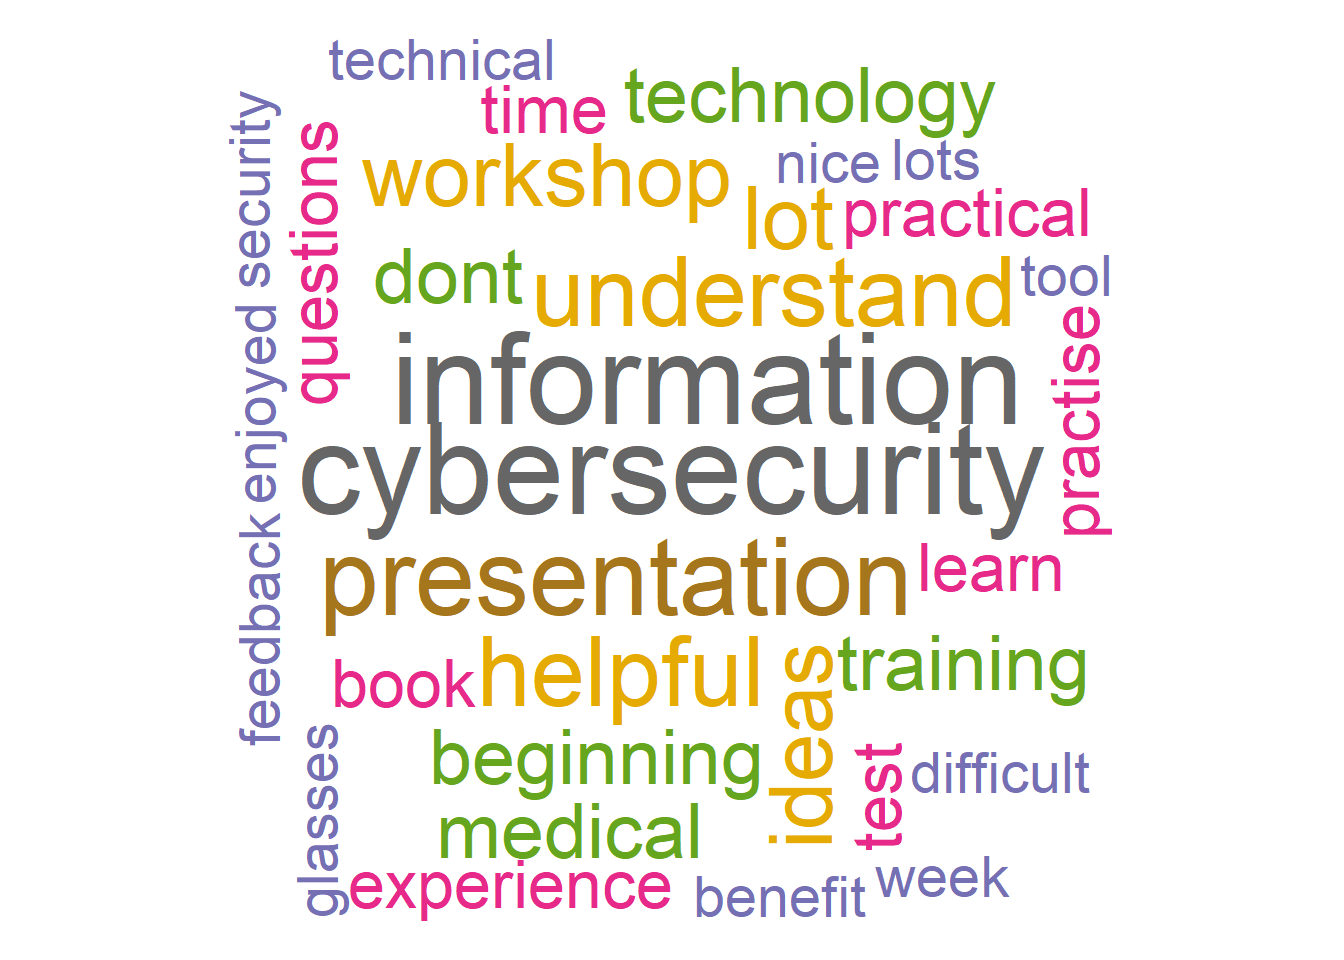 technical
time
technology
workshop
nice
lots
lot
practical
security
questions
dont
understand
tool
information
enjoyed
practise
cybersecurity
feedback
presentation
learn
book
helpful
ideas
training
beginning
test
difficult
glasses
medical
experience
benefit
week